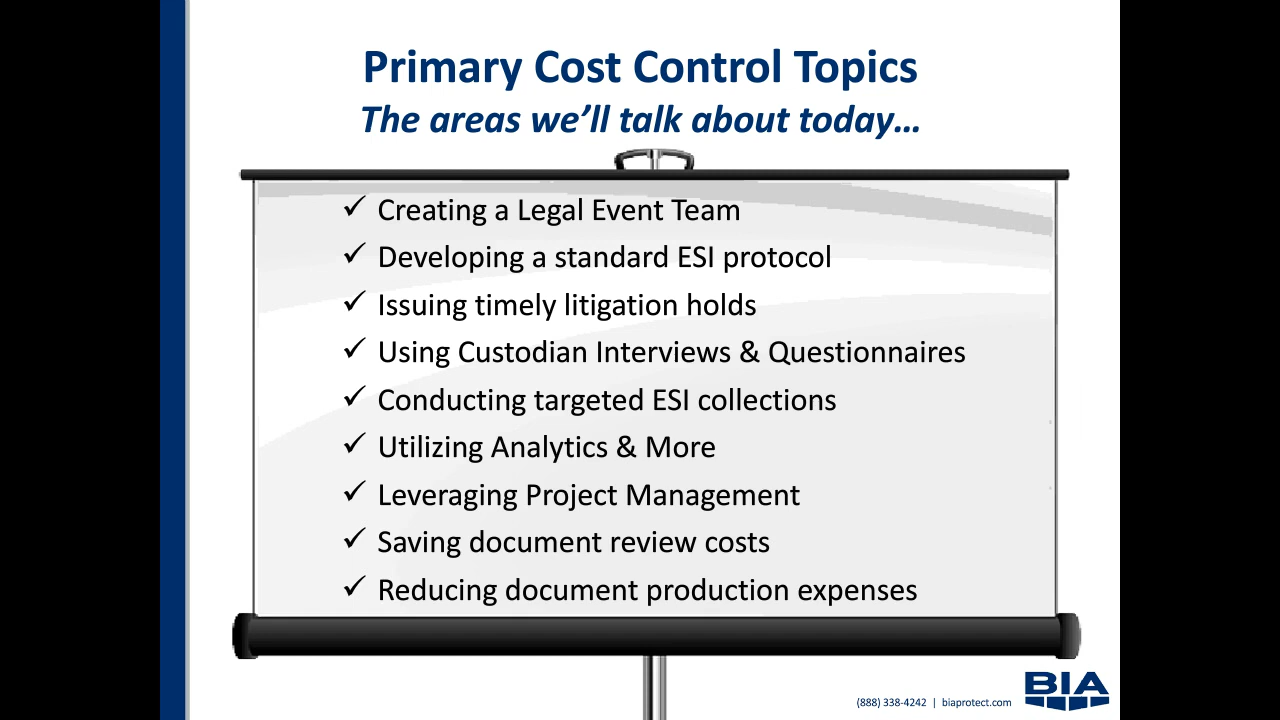 Primary Cost Control Topics
The areas we’ll talk about today…
✓ Creating a Legal Event Team
✓ Developing a standard ESI protocol
✓ Issuing timely litigation holds
✓ Using Custodian Interviews & Questionnaires
✓ Conducting targeted ESI collections
✓ Utilizing Analytics & More
✓ Leveraging Project Management
✓ Saving document review costs
✓ Reducing document production expenses
(888) 338-4242 | biaprotect.com
BIA